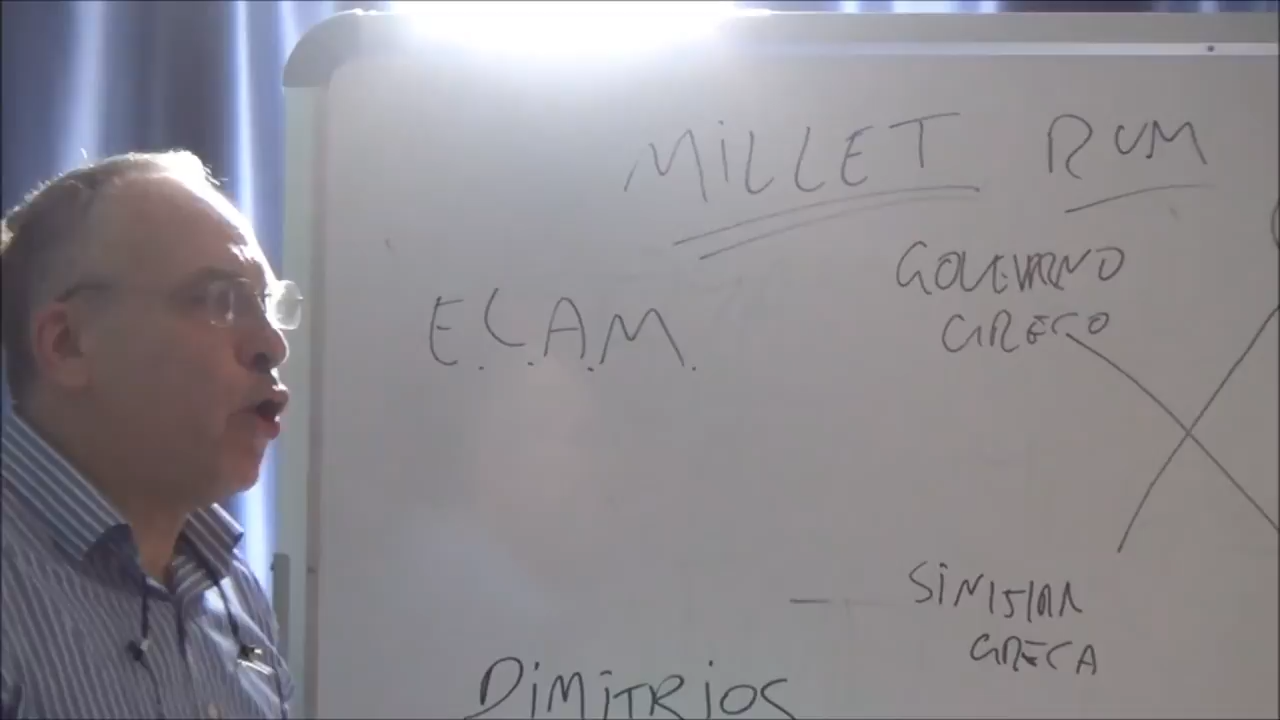 MILLET RUM
GOVERNO
GRECO
E.C.A.M.
SINISTRA
GRECA
DIMITRIOS